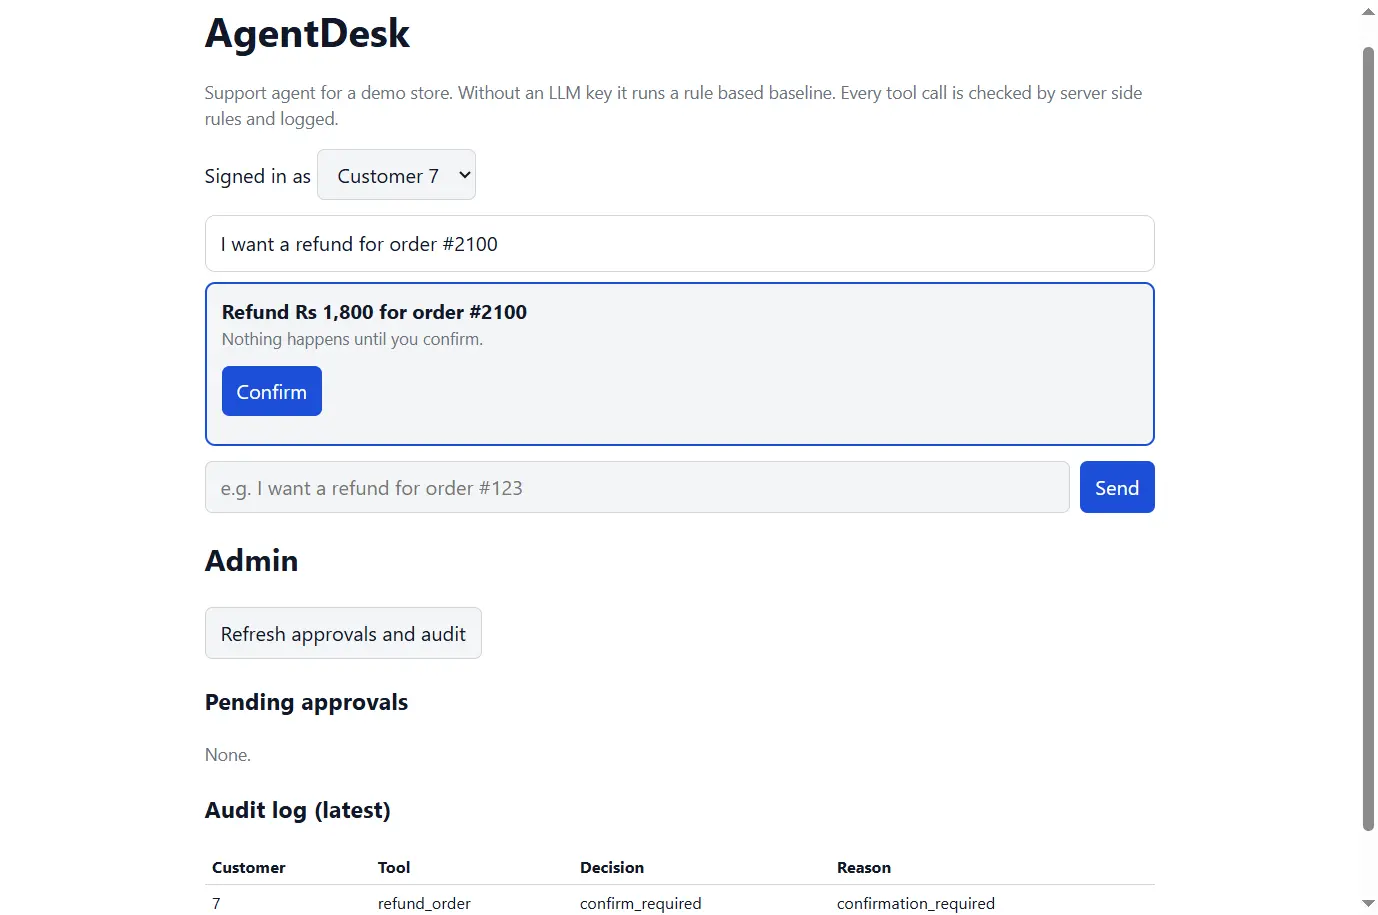 AgentDesk
Support agent for a demo store. Without an LLM key it runs a rule based baseline. Every tool call is checked by server side
rules and logged.
Signed in as Customer 7
I want a refund for order #2100
Refund Rs 1,800 for order #2100
Nothing happens until you confirm.
Confirm
e.g. I want a refund for order #123 Send
Admin
Refresh approvals and audit
Pending approvals
None.
Audit log (latest)
Customer Tool Decision Reason
7 refund_order confirm_required confirmation_required